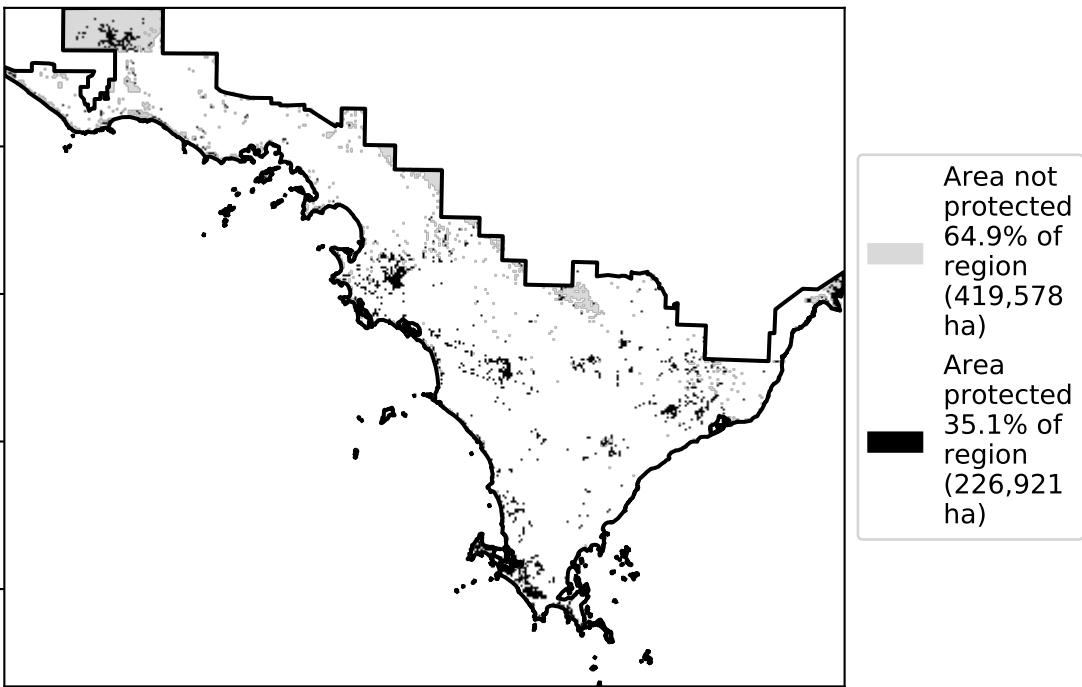 Area not
protected
64.9% of
region
(419,578
ha)
Area
protected
35.1% of
region
(226,921
ha)